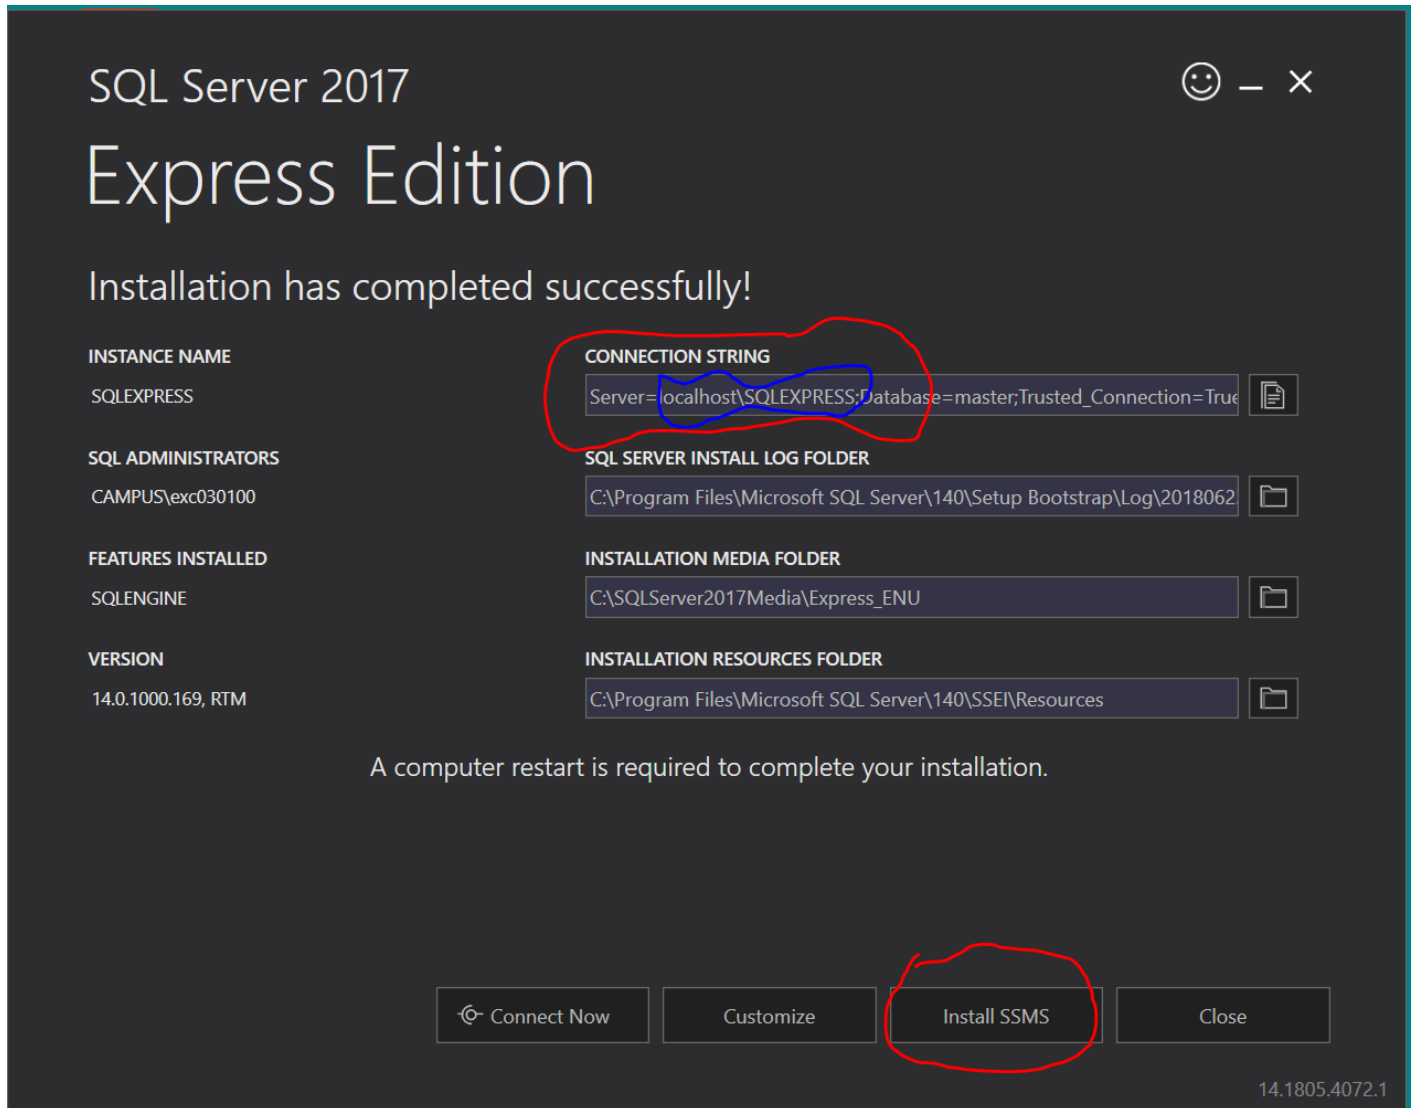 SQL Server 2017
Express Edition
Installation has completed successfully!
INSTANCE NAME
SQLEXPRESS
CONNECTION STRING
Server=localhost\SQLEXPRESS;Database=master;Trusted_Connection=True
SQL ADMINISTRATORS
CAMPUS\exc030100
SQL SERVER INSTALL LOG FOLDER
C:\Program Files\Microsoft SQL Server\140\Setup Bootstrap\Log\2018062
FEATURES INSTALLED
SQLENGINE
INSTALLATION MEDIA FOLDER
C:\SQLServer2017Media\Express_ENU
VERSION
14.0.1000.169, RTM
INSTALLATION RESOURCES FOLDER
C:\Program Files\Microsoft SQL Server\140\SSEI\Resources
A computer restart is required to complete your installation.
Connect Now
Customize
Install SSMS
Close
14.1805.4072.1